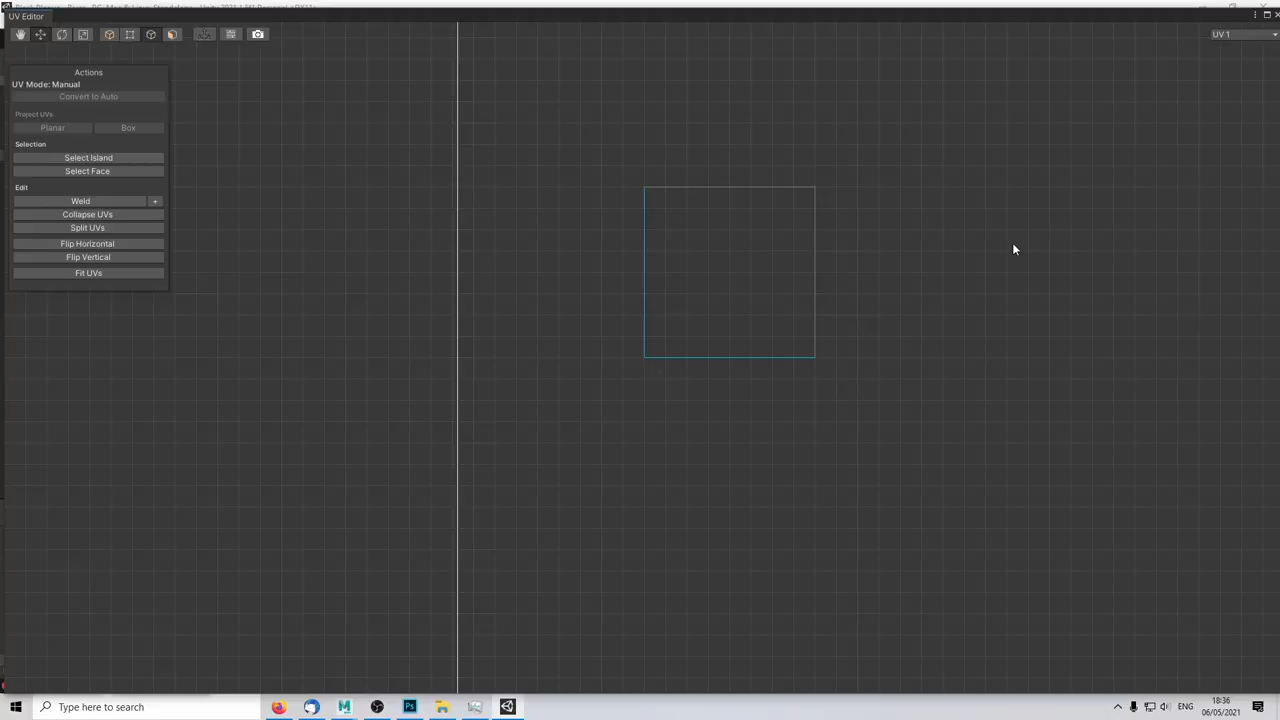 UV Editor
UV 1
Actions
UV Mode: Manual
Convert to Auto
Project UVs
Planar
Box
Selection
Select Island
Select Face
Edit
Weld
+
Collapse UVs
Split UVs
Flip Horizontal
Flip Vertical
Fit UVs
Type here to search
Ps
ENG
18:36
06/05/2021